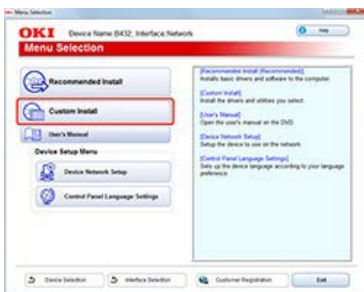 Menu Selection
OKI Device Name:B432, Interface:Network
Menu Selection
Recommended Install
Custom Install
User's Manual
Device Setup Menu
Device Network Setup
Control Panel Language Settings
[Recommended Install (Recommended)]
Installs basic drivers and software to the computer.
[Custom Install]
Install the drivers and utilities you select.
[User's Manual]
Open the user's manual on the DVD.
[Device Network Setup]
Setup the device to use on the network.
[Control Panel Language Settings]
Sets up the device language according to your language
preference.
Device Selection
Interface Selection
Customer Registration
Exit